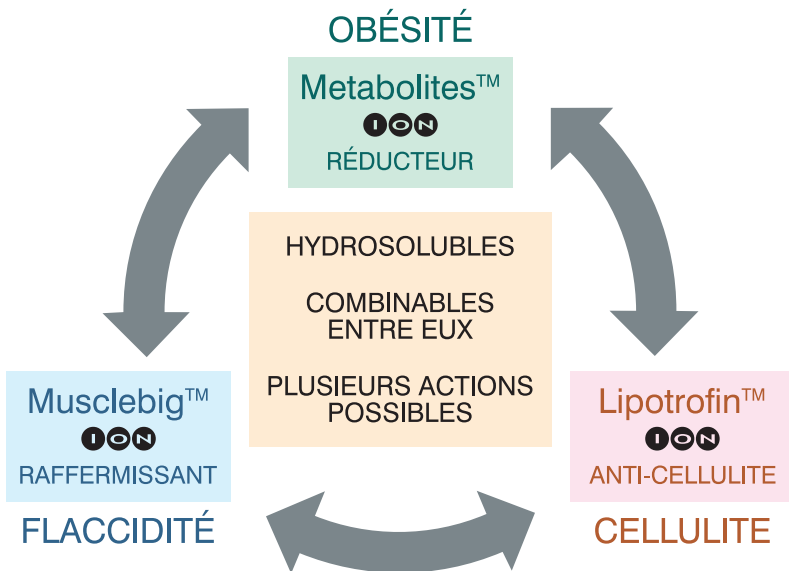 OBÉSITÉ
Metabolites™
ION
RÉDUCTEUR
HYDROSOLUBLES
COMBINABLES
ENTRE EUX
PLUSIEURS ACTIONS
POSSIBLES
Musclebig™
ION
RAFFERMISSANT
FLACCIDITÉ
Lipotrofin™
ION
ANTI-CELLULITE
CELLULITE